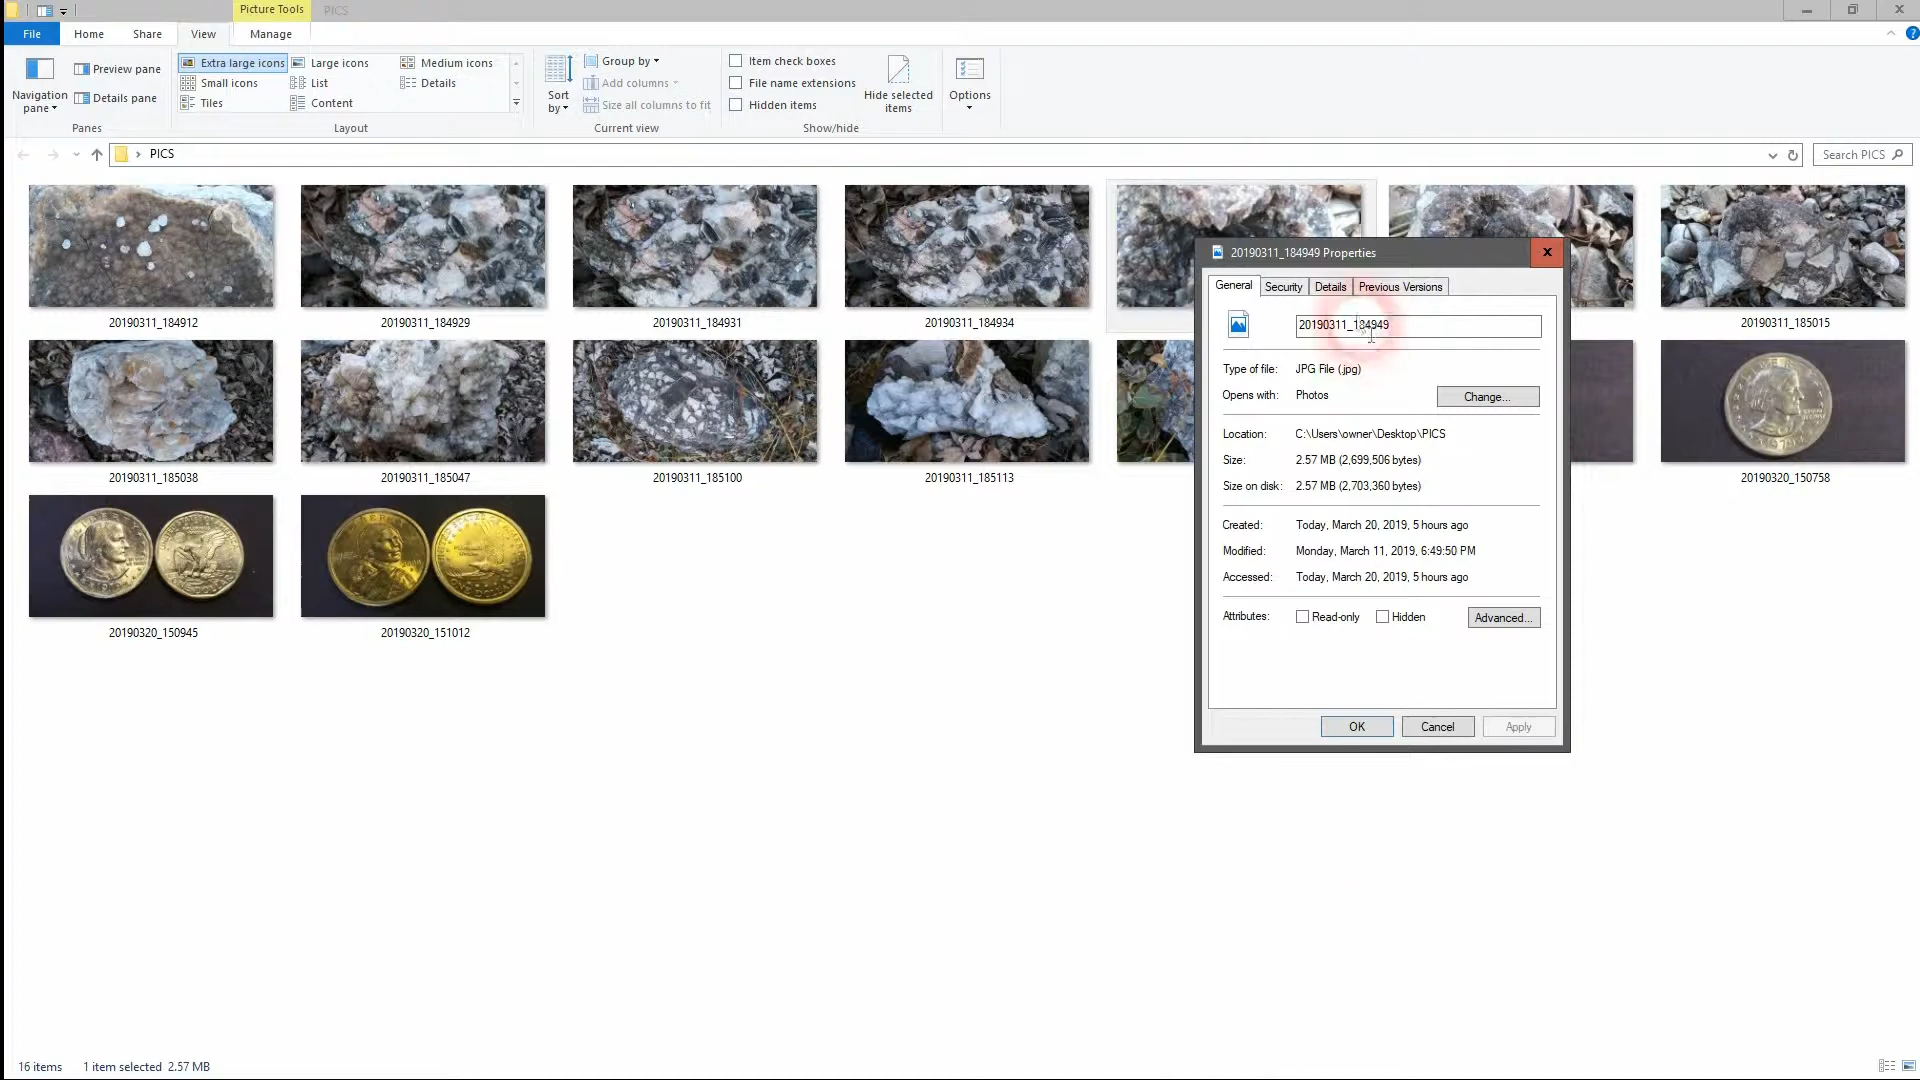 Picture Tools
PICS
File
Home
Share
View
Manage
Navigation pane
Preview pane
Details pane
Panes
Extra large icons
Large icons
Medium icons
Small icons
List
Details
Tiles
Content
Layout
Sort by
Group by
Add columns
Size all columns to fit
Current view
Item check boxes
File name extensions
Hidden items
Hide selected items
Show/hide
Options
PICS
Search PICS
20190311_184912
20190311_184929
20190311_184931
20190311_184934
20190311_185015
20190311_185038
20190311_185047
20190311_185100
20190311_185113
20190320_150758
20190320_150945
20190320_151012
20190311_184949 Properties
General
Security
Details
Previous Versions
20190311_184949
Type of file: JPG File (.jpg)
Opens with: Photos
Change...
Location: C:\Users\owner\Desktop\PICS
Size: 2.57 MB (2,699,506 bytes)
Size on disk: 2.57 MB (2,703,360 bytes)
Created: Today, March 20, 2019, 5 hours ago
Modified: Monday, March 11, 2019, 6:49:50 PM
Accessed: Today, March 20, 2019, 5 hours ago
Attributes: Read-only Hidden Advanced...
OK Cancel Apply
16 items 1 item selected 2.57 MB